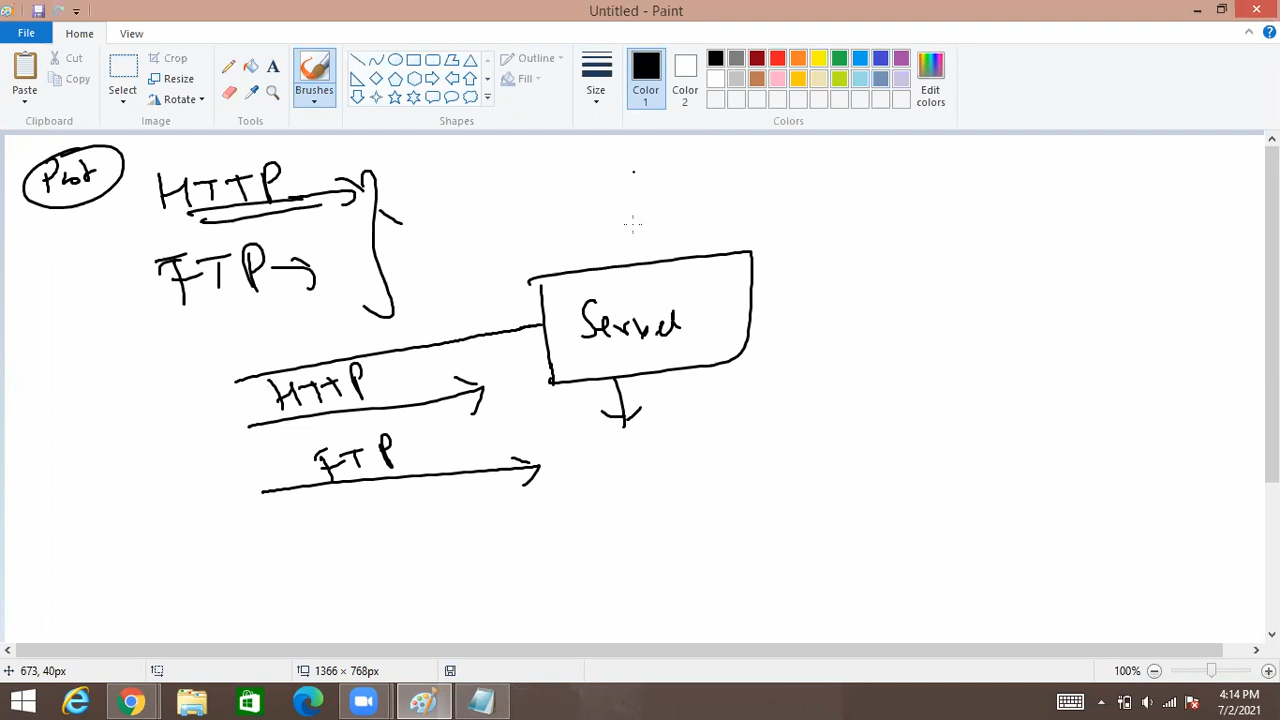 Untitled - Paint
File Home View
Paste
Cut
Copy
Clipboard
Select
Crop
Resize
Rotate
Image
Tools
Brushes
Shapes
Outline
Fill
Size
Color
1
Color
2
Edit
colors
Colors
HTTP
FTP
HTTP
FTP
673, 40px
1366 × 768px
100%
4:14 PM
7/2/2021